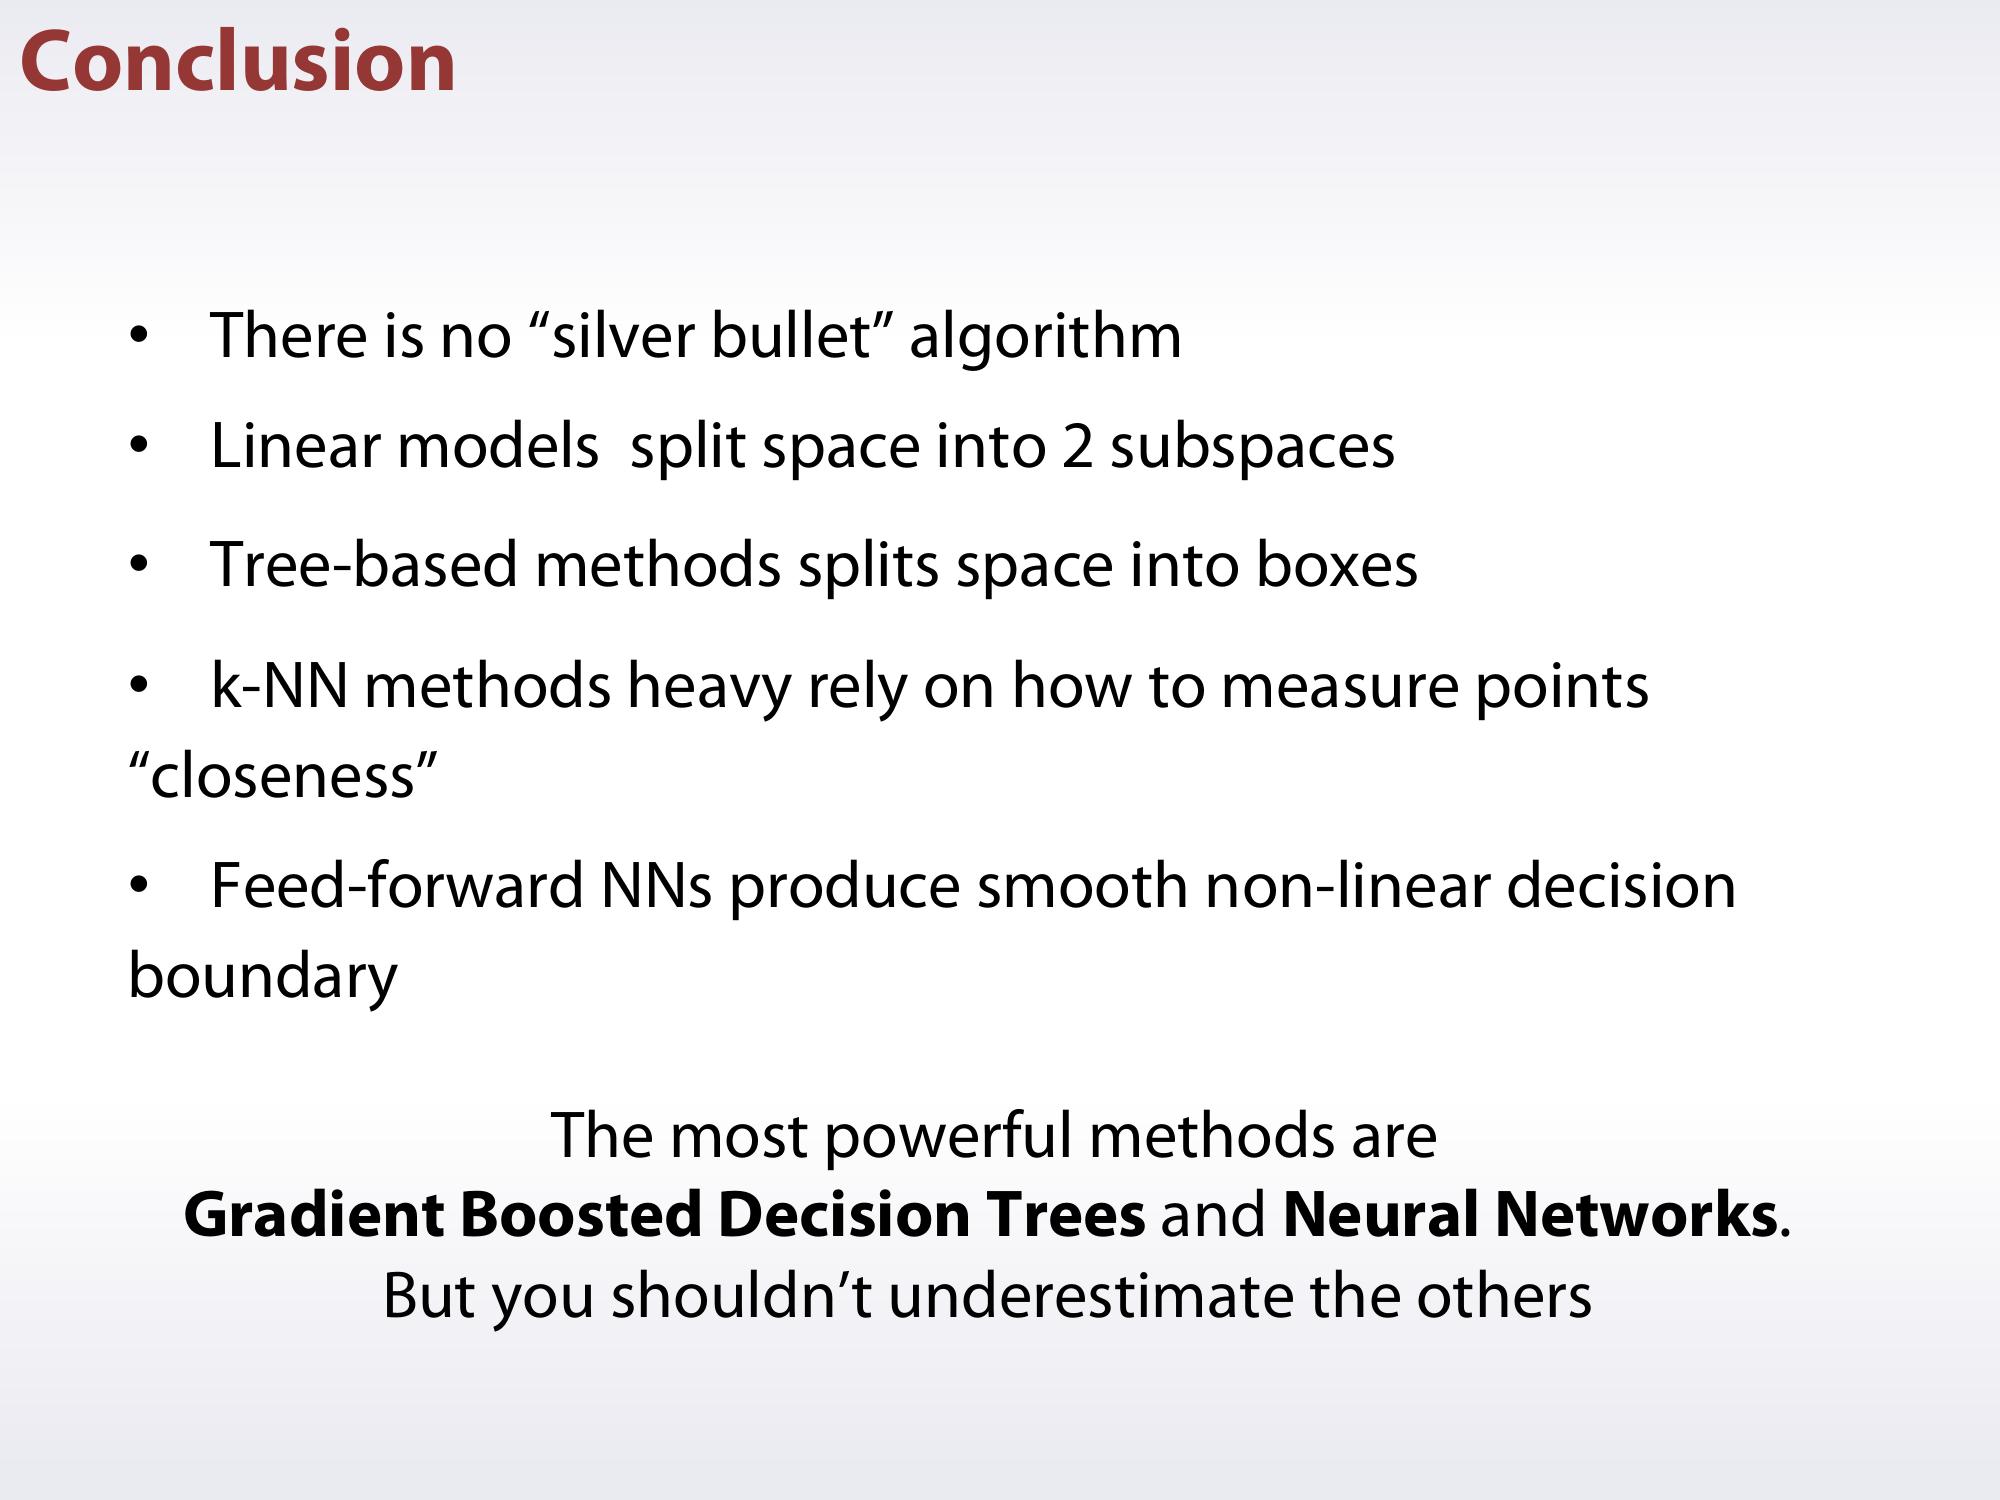 Conclusion
• There is no “silver bullet” algorithm
• Linear models  split space into 2 subspaces
• Tree-based methods splits space into boxes
• k-NN methods heavy rely on how to measure points
“closeness”
• Feed-forward NNs produce smooth non-linear decision
boundary
The most powerful methods are
Gradient Boosted Decision Trees and Neural Networks.
But you shouldn’t underestimate the others